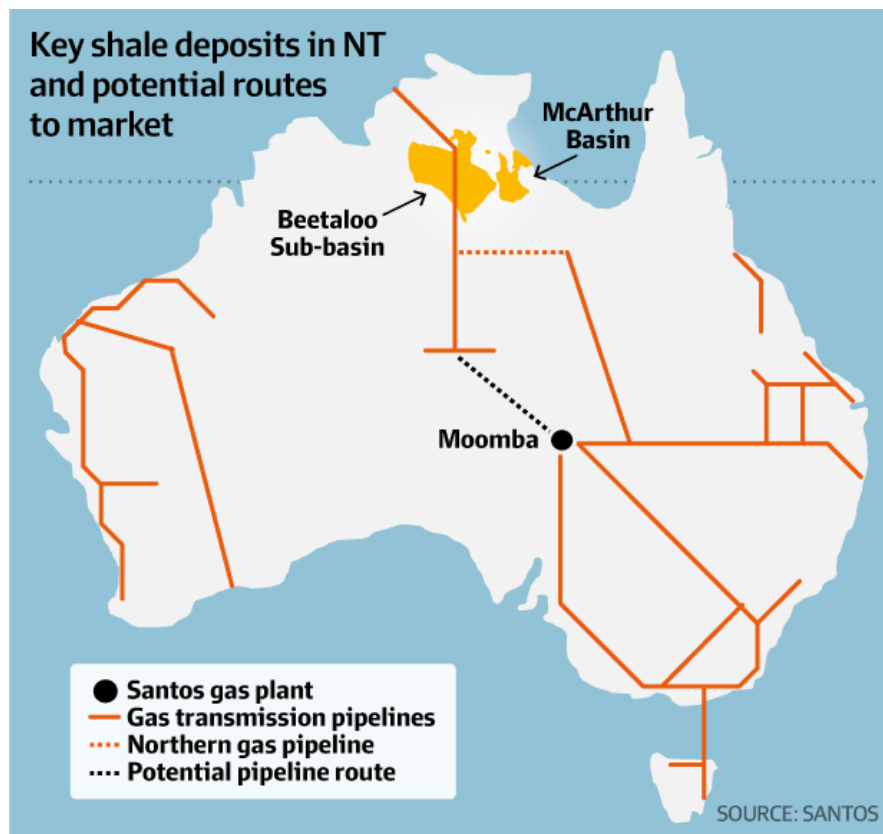 Key shale deposits in NT
and potential routes
to market
McArthur
Basin
Beetaloo
Sub-basin
Moomba
Santos gas plant
Gas transmission pipelines
Northern gas pipeline
Potential pipeline route
SOURCE: SANTOS